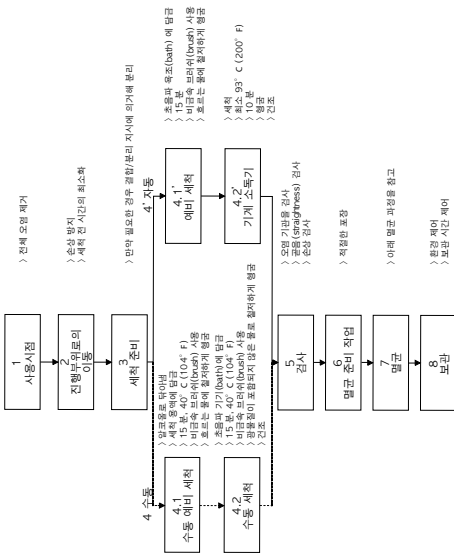 1
사용시점
〉전체 오염 제거
2
진행부위로의
이동
〉손상 방지
〉세척 전 시간의 최소화
3
세척 준비
〉만약 필요한 경우 결합/분리 지시에 의거해 분리
4 수동
4' 자동
4.1
수동 예비 세척
〉알코올로 닦아냄
〉세척 용액에 담금
〉15 분, 40° C (104° F)
〉비금속 브러쉬(brush) 사용
〉흐르는 물에 철저하게 헹굼
4.1'
예비 세척
〉초음파 욕조(bath) 에 담금
〉15 분
〉비금속 브러쉬(brush) 사용
〉흐르는 물에 철저하게 헹굼
4.2
수동 세척
〉초음파 기기(bath)에 담금
〉15 분, 40° C (104° F)
〉비금속 브러쉬(brush) 사용
〉광물질이 포함되지 않은 물로 철저하게 헹굼
〉건조
4.2'
기계 소독기
〉세척
〉최소 93° C (200° F)
〉10 분
〉헹굼
〉건조
5
검사
〉오염 기관을 검사
〉곧음(straightness) 검사
〉손상 검사
6
멸균 준비 작업
〉적절한 포장
7
멸균
〉아래 멸균 과정을 참고
8
보관
〉환경 제어
〉보관 시간 제어